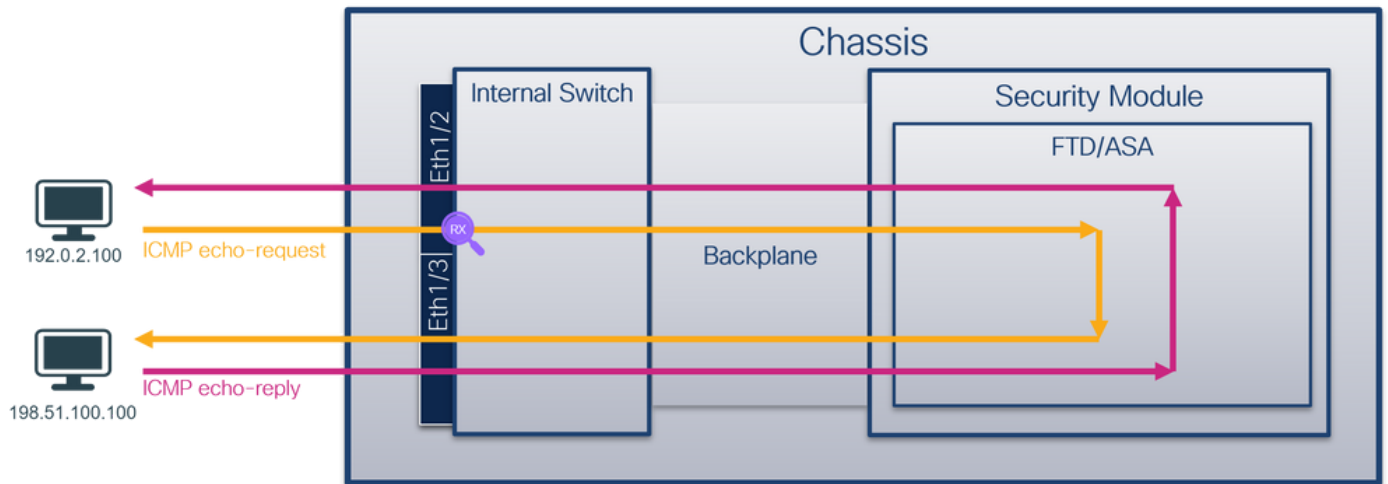 Chassis
Internal Switch
Security Module
FTD/ASA
Eth1/2
192.0.2.100
ICMP echo-request
RX
Backplane
Eth1/3
198.51.100.100
ICMP echo-reply